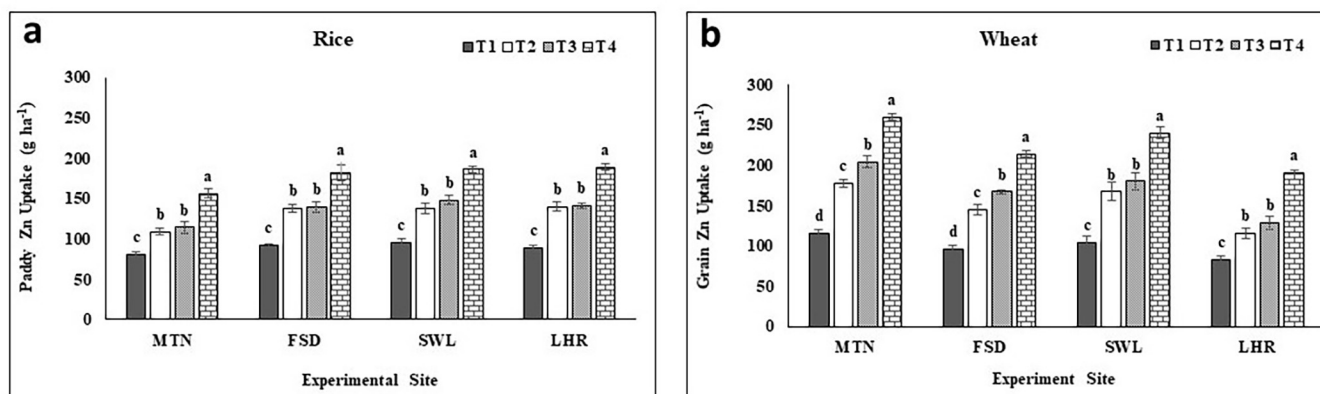 a
Rice
T1 T2 T3 T4
Paddy Zn Uptake (g ha⁻¹)
300
250
200
150
100
50
0
c b b a
c b b a
c b b a
c b b a
MTN FSD SWL LHR
Experimental Site
b
Wheat
T1 T2 T3 T4
Grain Zn Uptake (g ha⁻¹)
300
250
200
150
100
50
0
d c b a
d c b a
c b b a
c b b a
MTN FSD SWL LHR
Experiment Site